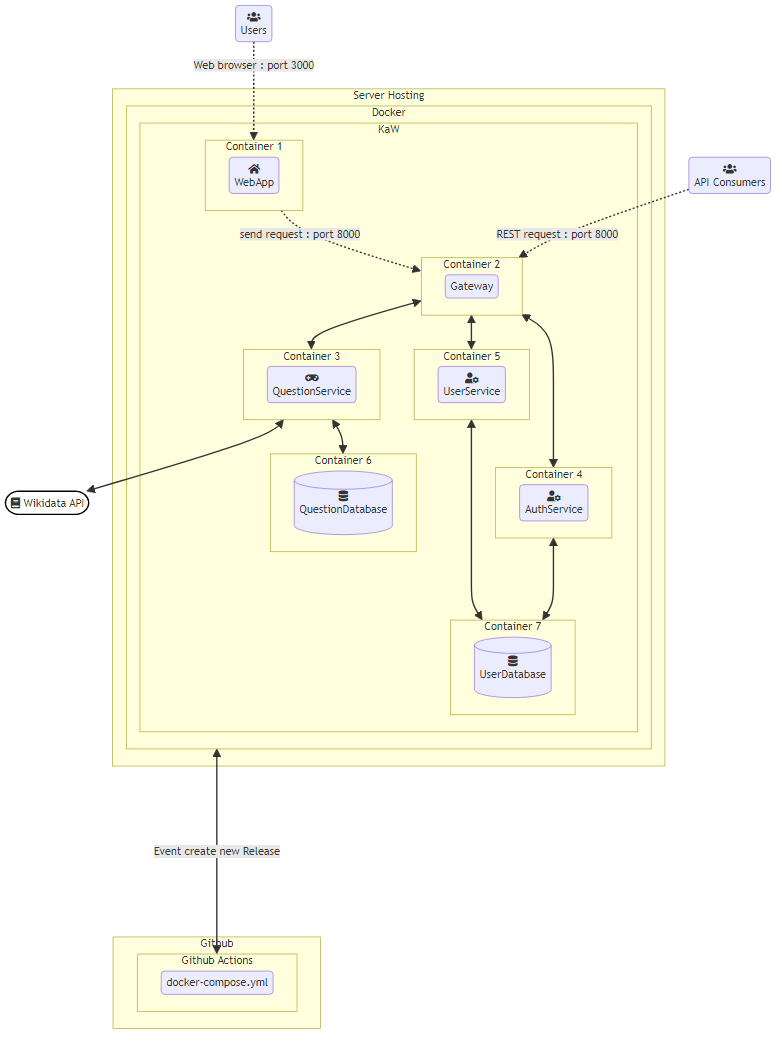 Users
Web browser : port 3000
Server Hosting
Docker
KaW
Container 1
WebApp
API Consumers
send request : port 8000
REST request : port 8000
Container 2
Gateway
Container 3
QuestionService
Container 5
UserService
Container 6
QuestionDatabase
Container 4
AuthService
Wikidata API
Container 7
UserDatabase
Event create new Release
Github
Github Actions
docker-compose.yml